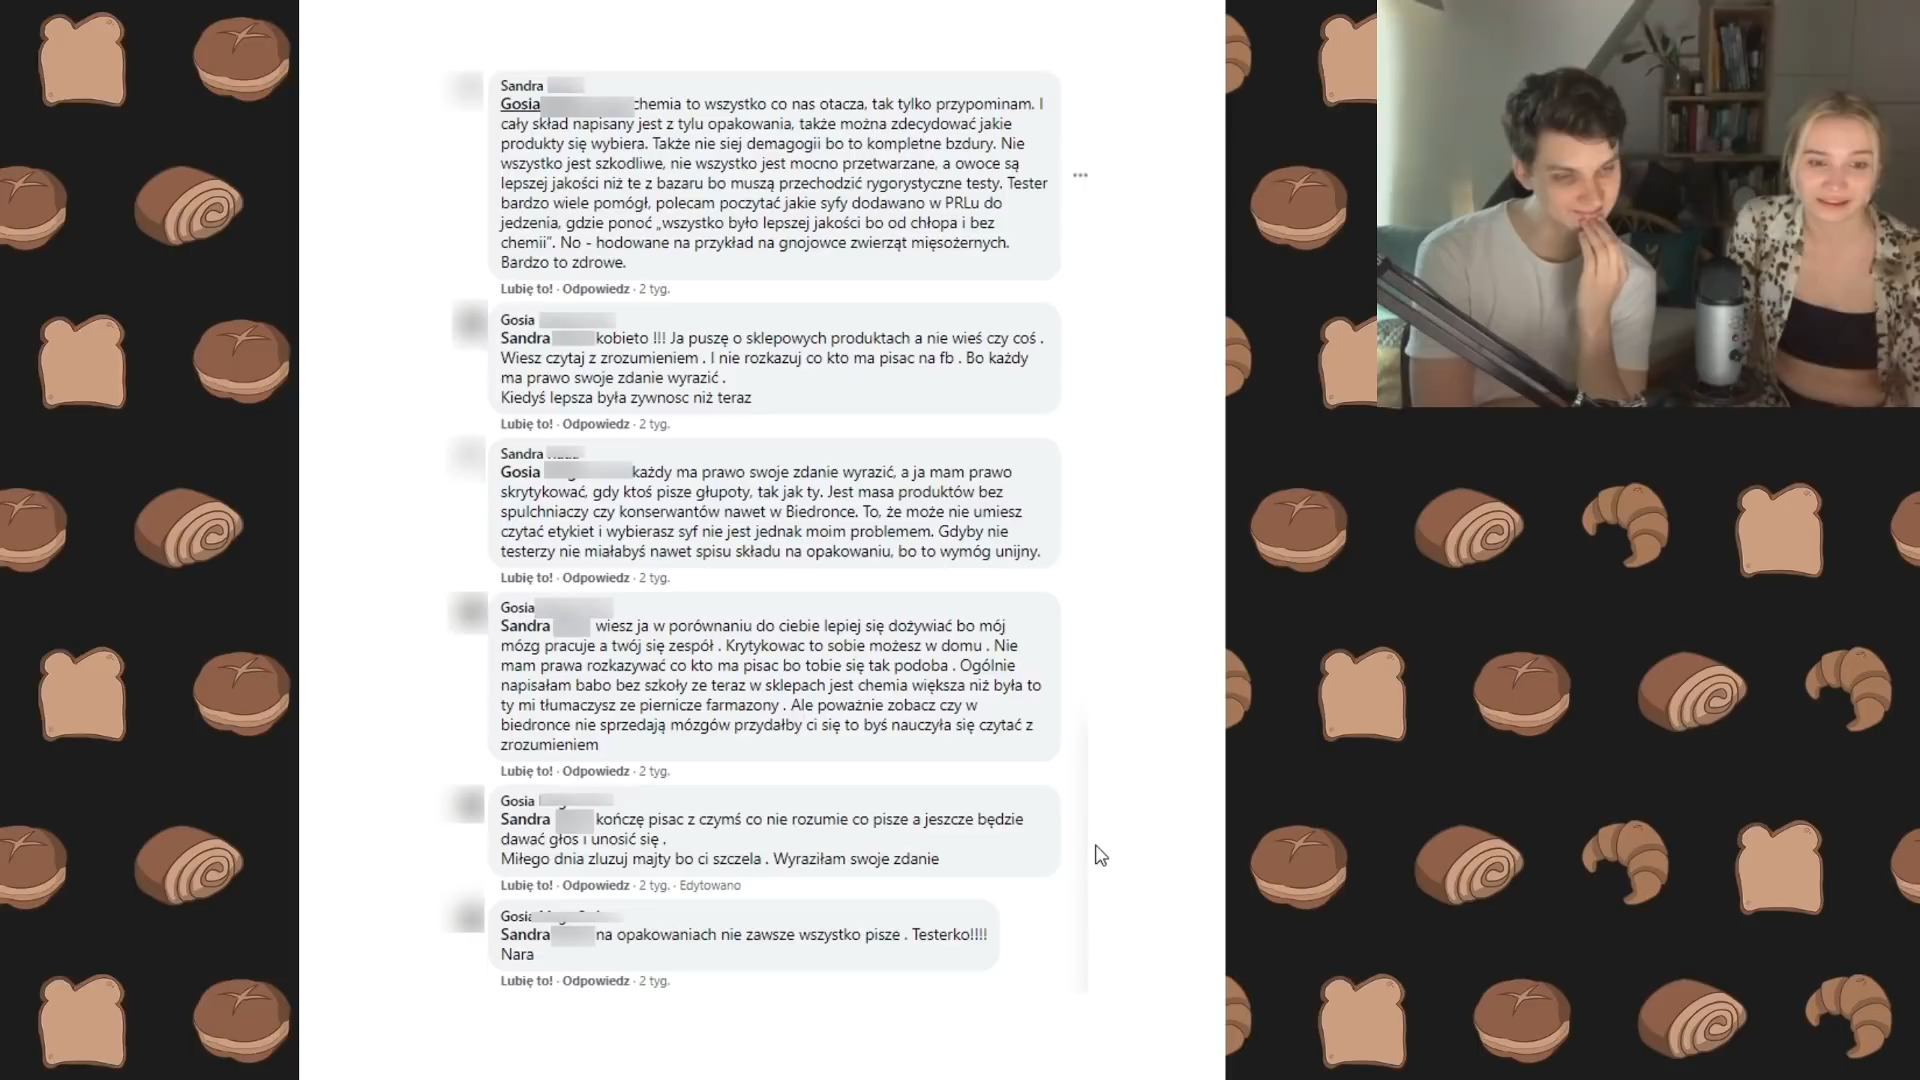 Sandra
Gosia chemia to wszystko co nas otacza, tak tylko przypominam. I
cały skład napisany jest z tylu opakowania, także można zdecydować jakie
produkty się wybiera. Także nie siej demagogii bo to kompletne bzdury. Nie
wszystko jest szkodliwe, nie wszystko jest mocno przetwarzane, a owoce są
lepszej jakości niż te z bazaru bo muszą przechodzić rygorystyczne testy. Tester
bardzo wiele pomógł, polecam poczytać jakie syfy dodawano w PRLu do
jedzenia, gdzie ponoć „wszystko było lepszej jakości bo od chłopa i bez
chemii”. No - hodowane na przykład na gnojowce zwierząt mięsożernych.
Bardzo to zdrowe.
Lubię to! · Odpowiedz · 2 tyg.
Gosia
Sandra kobieto !!! Ja puszę o sklepowych produktach a nie wieś czy coś .
Wiesz czytaj z zrozumieniem . I nie rozkazuj co kto ma pisac na fb . Bo każdy
ma prawo swoje zdanie wyrazić .
Kiedyś lepsza była zywnosc niż teraz
Lubię to! · Odpowiedz · 2 tyg.
Sandra
Gosia każdy ma prawo swoje zdanie wyrazić, a ja mam prawo
skrytykować, gdy ktoś pisze głupoty, tak jak ty. Jest masa produktów bez
spulchniaczy czy konserwantów nawet w Biedronce. To, że może nie umiesz
czytać etykiet i wybierasz syf nie jest jednak moim problemem. Gdyby nie
testerzy nie miałabyś nawet spisu składu na opakowaniu, bo to wymóg unijny.
Lubię to! · Odpowiedz · 2 tyg.
Gosia
Sandra wiesz ja w porównaniu do ciebie lepiej się dożywiać bo mój
mózg pracuje a twój się zespół . Krytykowac to sobie możesz w domu . Nie
mam prawa rozkazywać co kto ma pisac bo tobie się tak podoba . Ogólnie
napisałam babo bez szkoły ze teraz w sklepach jest chemia większa niż była to
ty mi tłumaczysz ze piernicze farmazony . Ale poważnie zobacz czy w
biedronce nie sprzedają mózgów przydałby ci się to byś nauczyła się czytać z
zrozumieniem
Lubię to! · Odpowiedz · 2 tyg.
Gosia
Sandra kończę pisac z czymś co nie rozumie co pisze a jeszcze będzie
dawać głos i unosić się .
Miłego dnia zluzuj majty bo ci szczela . Wyraziłam swoje zdanie
Lubię to! · Odpowiedz · 2 tyg. · Edytowano
Gosia
Sandra na opakowaniach nie zawsze wszystko pisze . Testerko!!!!
Nara
Lubię to! · Odpowiedz · 2 tyg.